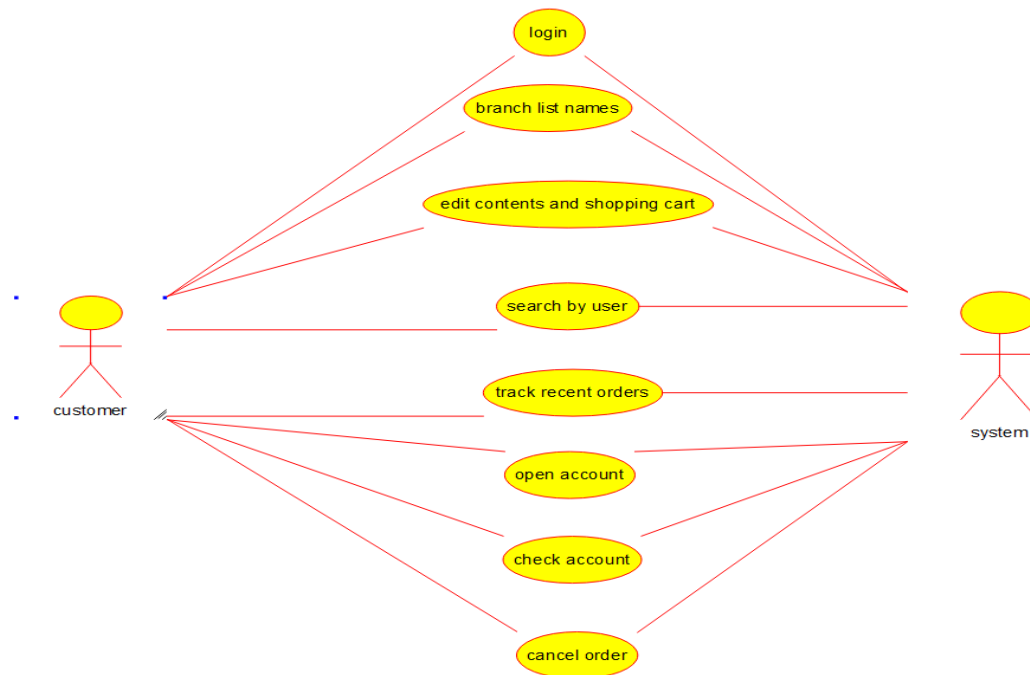 login
branch list names
edit contents and shopping cart
search by user
track recent orders
customer
system
open account
check account
cancel order